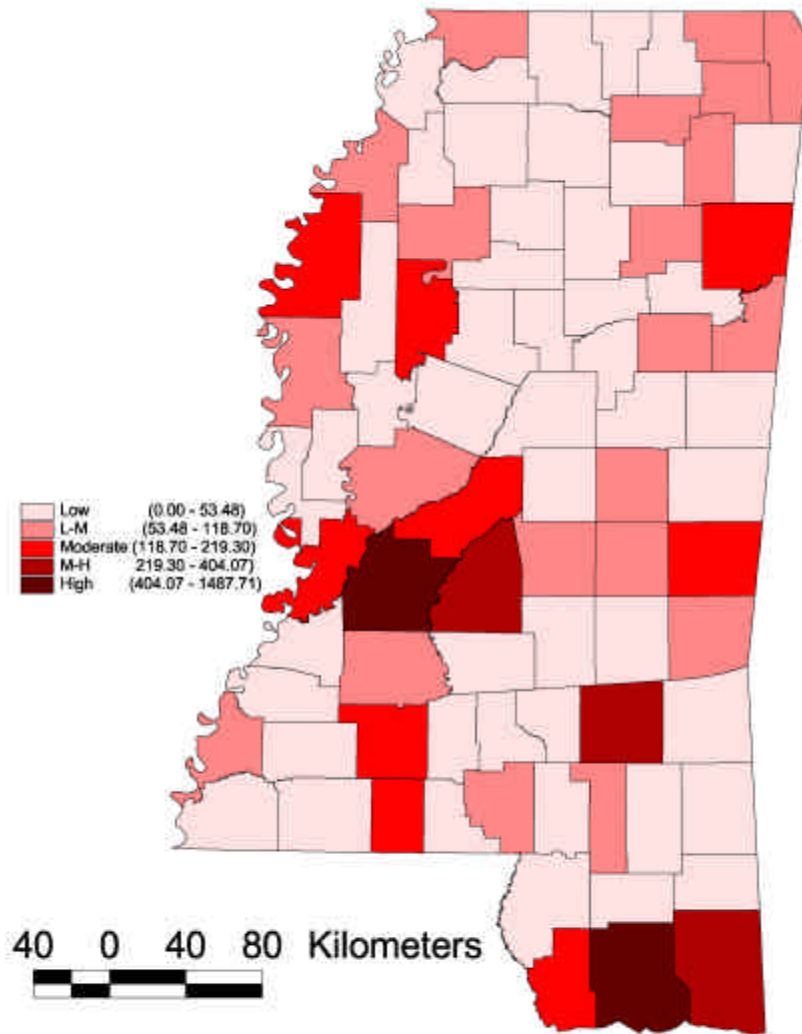 Low (0.00 - 53.48)
L-M (53.48 - 118.70)
Moderate (118.70 - 219.30)
M-H 219.30 - 404.07)
High (404.07 - 1487.71)
40 0 40 80 Kilometers